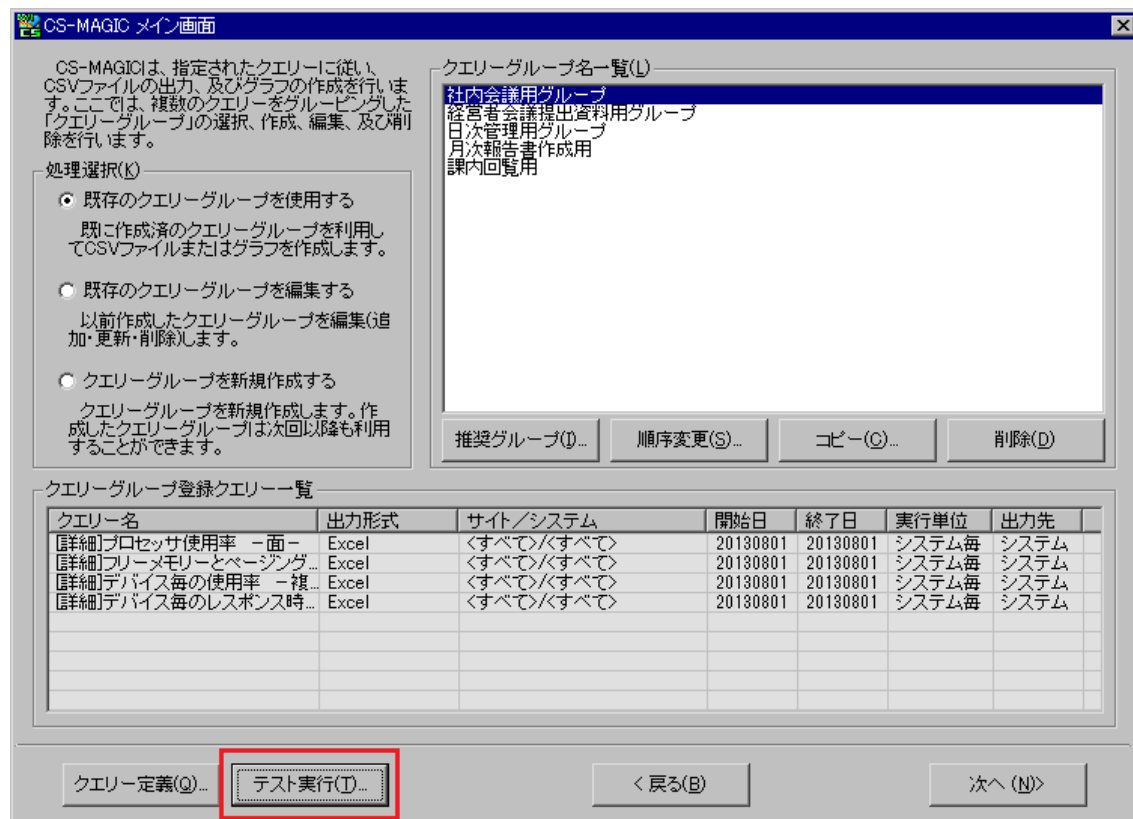 CS-MAGIC メイン画面
CS-MAGICは、指定されたクエリーに従い、
CSVファイルの出力、及びグラフの作成を行いま
す。ここでは、複数のクエリーをグルーピングした
「クエリーグループ」の選択、作成、編集、及び削
除を行います。
処理選択(K)
既存のクエリーグループを使用する
既に作成済のクエリーグループを利用し
てCSVファイルまたはグラフを作成します。
既存のクエリーグループを編集する
以前作成したクエリーグループを編集(追
加・更新・削除)します。
クエリーグループを新規作成する
クエリーグループを新規作成します。作
成したクエリーグループは次回以降も利用
することができます。
クエリーグループ名一覧(L)
社内会議用グループ
経営者会議提出資料用グループ
日次管理用グループ
月次報告書作成用
課内回覧用
推奨グループ(I)... 順序変更(S)... コピー(C)... 削除(D)
クエリーグループ登録クエリー一覧
クエリー名 出力形式 サイト／システム 開始日 終了日 実行単位 出力先
[詳細]プロセッサ使用率 －面－ Excel <すべて>/<すべて> 20130801 20130801 システム毎 システム
[詳細]フリーメモリーとページング... Excel <すべて>/<すべて> 20130801 20130801 システム毎 システム
[詳細]デバイス毎の使用率 －複... Excel <すべて>/<すべて> 20130801 20130801 システム毎 システム
[詳細]デバイス毎のレスポンス時... Excel <すべて>/<すべて> 20130801 20130801 システム毎 システム
クエリー定義(Q)... テスト実行(T)... < 戻る(B) 次へ (N)>